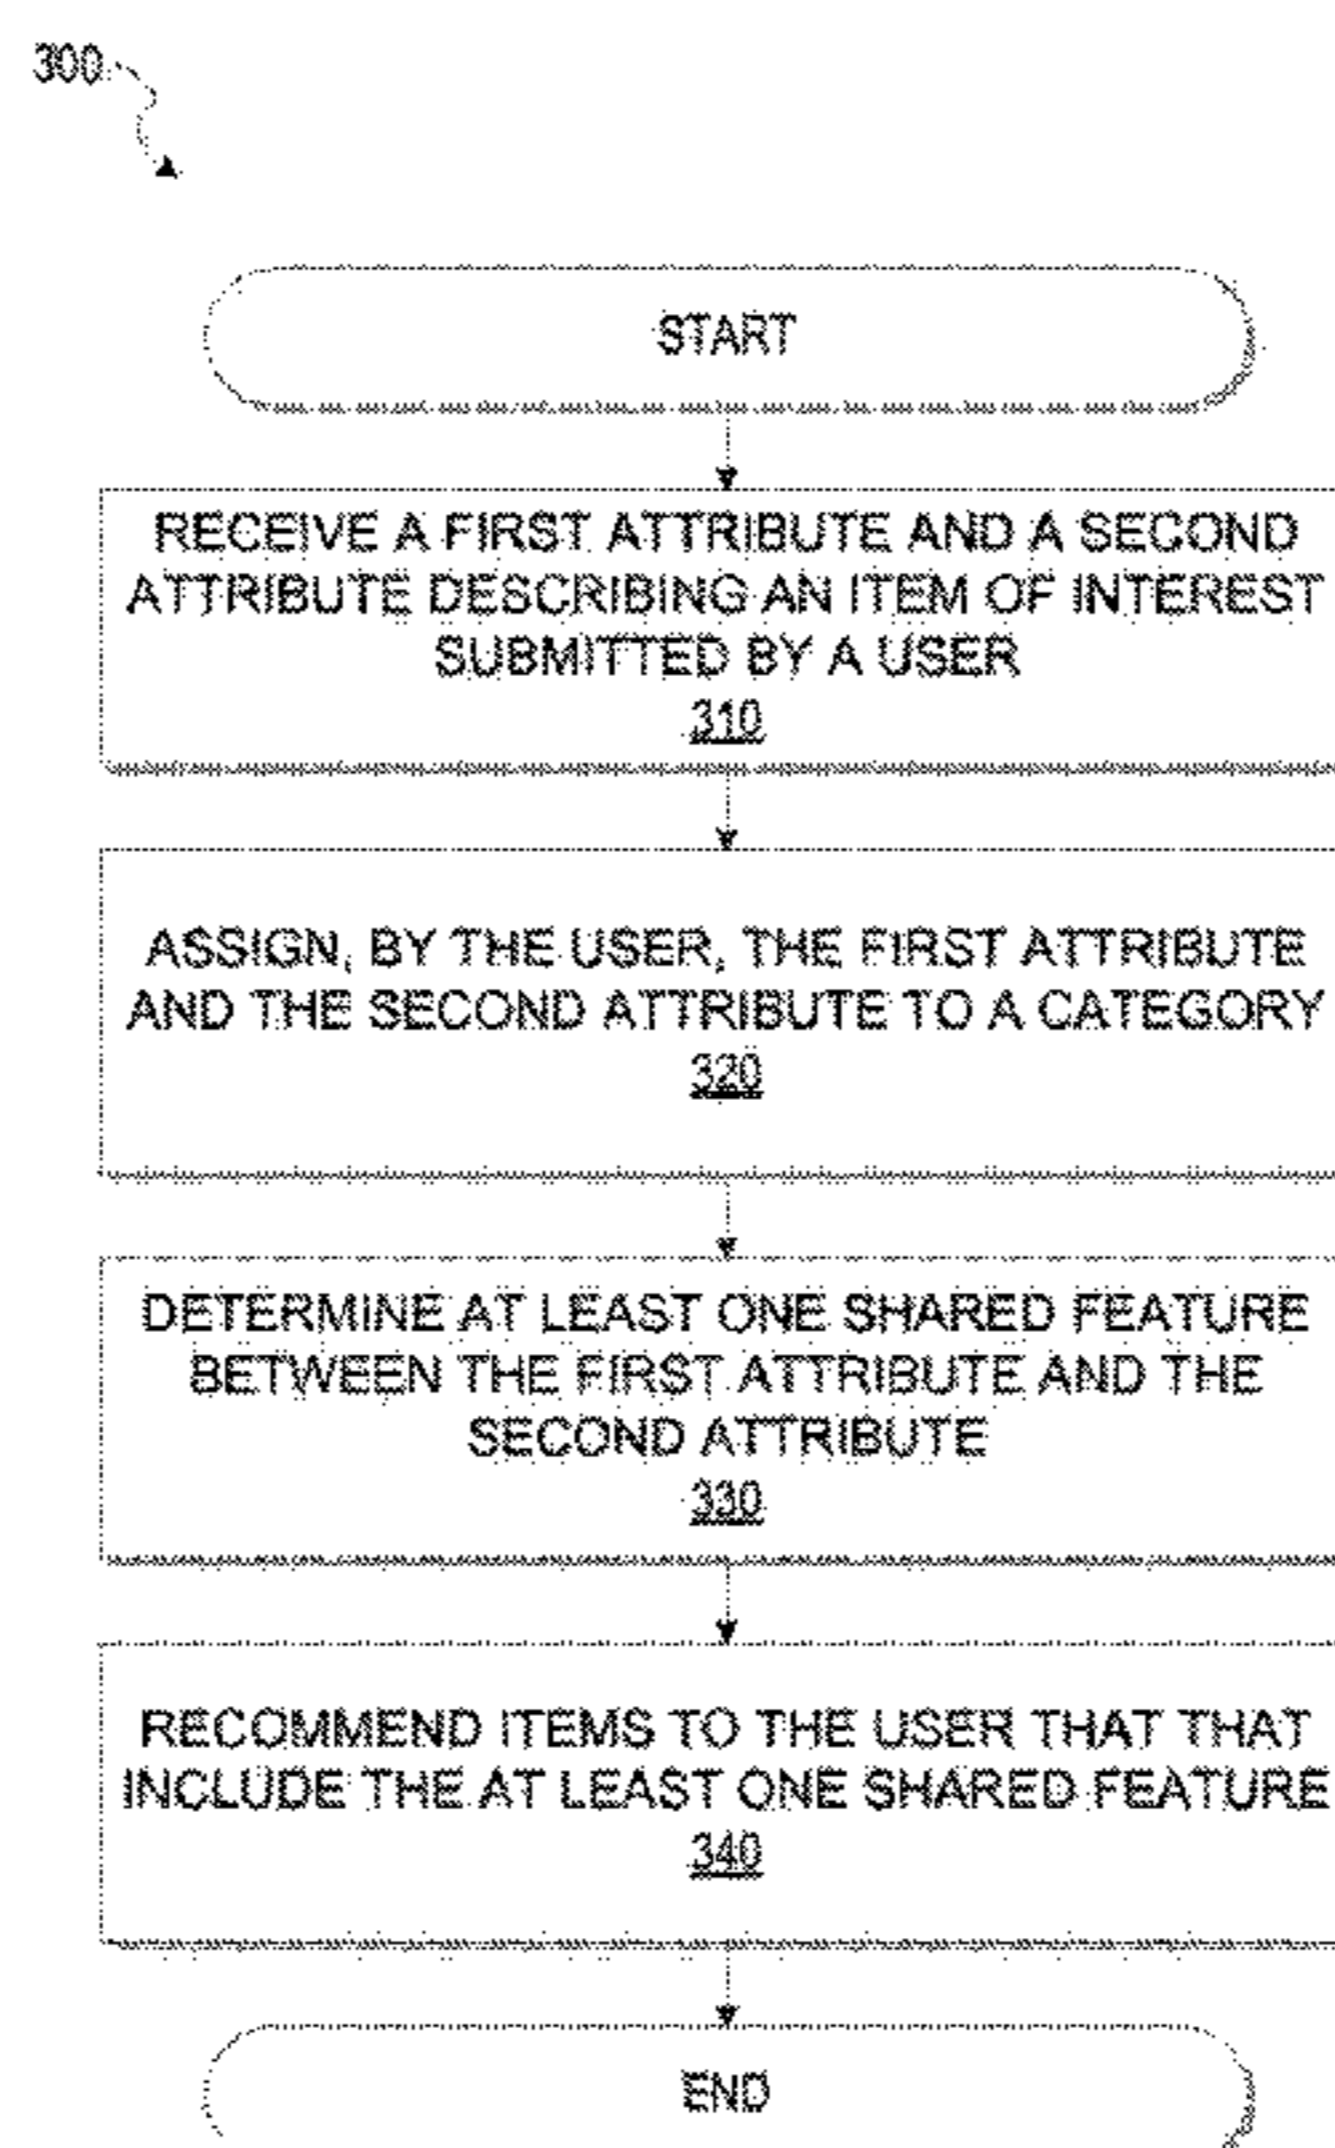 300
START
RECEIVE A FIRST ATTRIBUTE AND A SECOND
ATTRIBUTE DESCRIBING AN ITEM OF INTEREST
SUBMITTED BY A USER
310
ASSIGN, BY THE USER, THE FIRST ATTRIBUTE
AND THE SECOND ATTRIBUTE TO A CATEGORY
320
DETERMINE AT LEAST ONE SHARED FEATURE
BETWEEN THE FIRST ATTRIBUTE AND THE
SECOND ATTRIBUTE
330
RECOMMEND ITEMS TO THE USER THAT THAT
INCLUDE THE AT LEAST ONE SHARED FEATURE
340
END